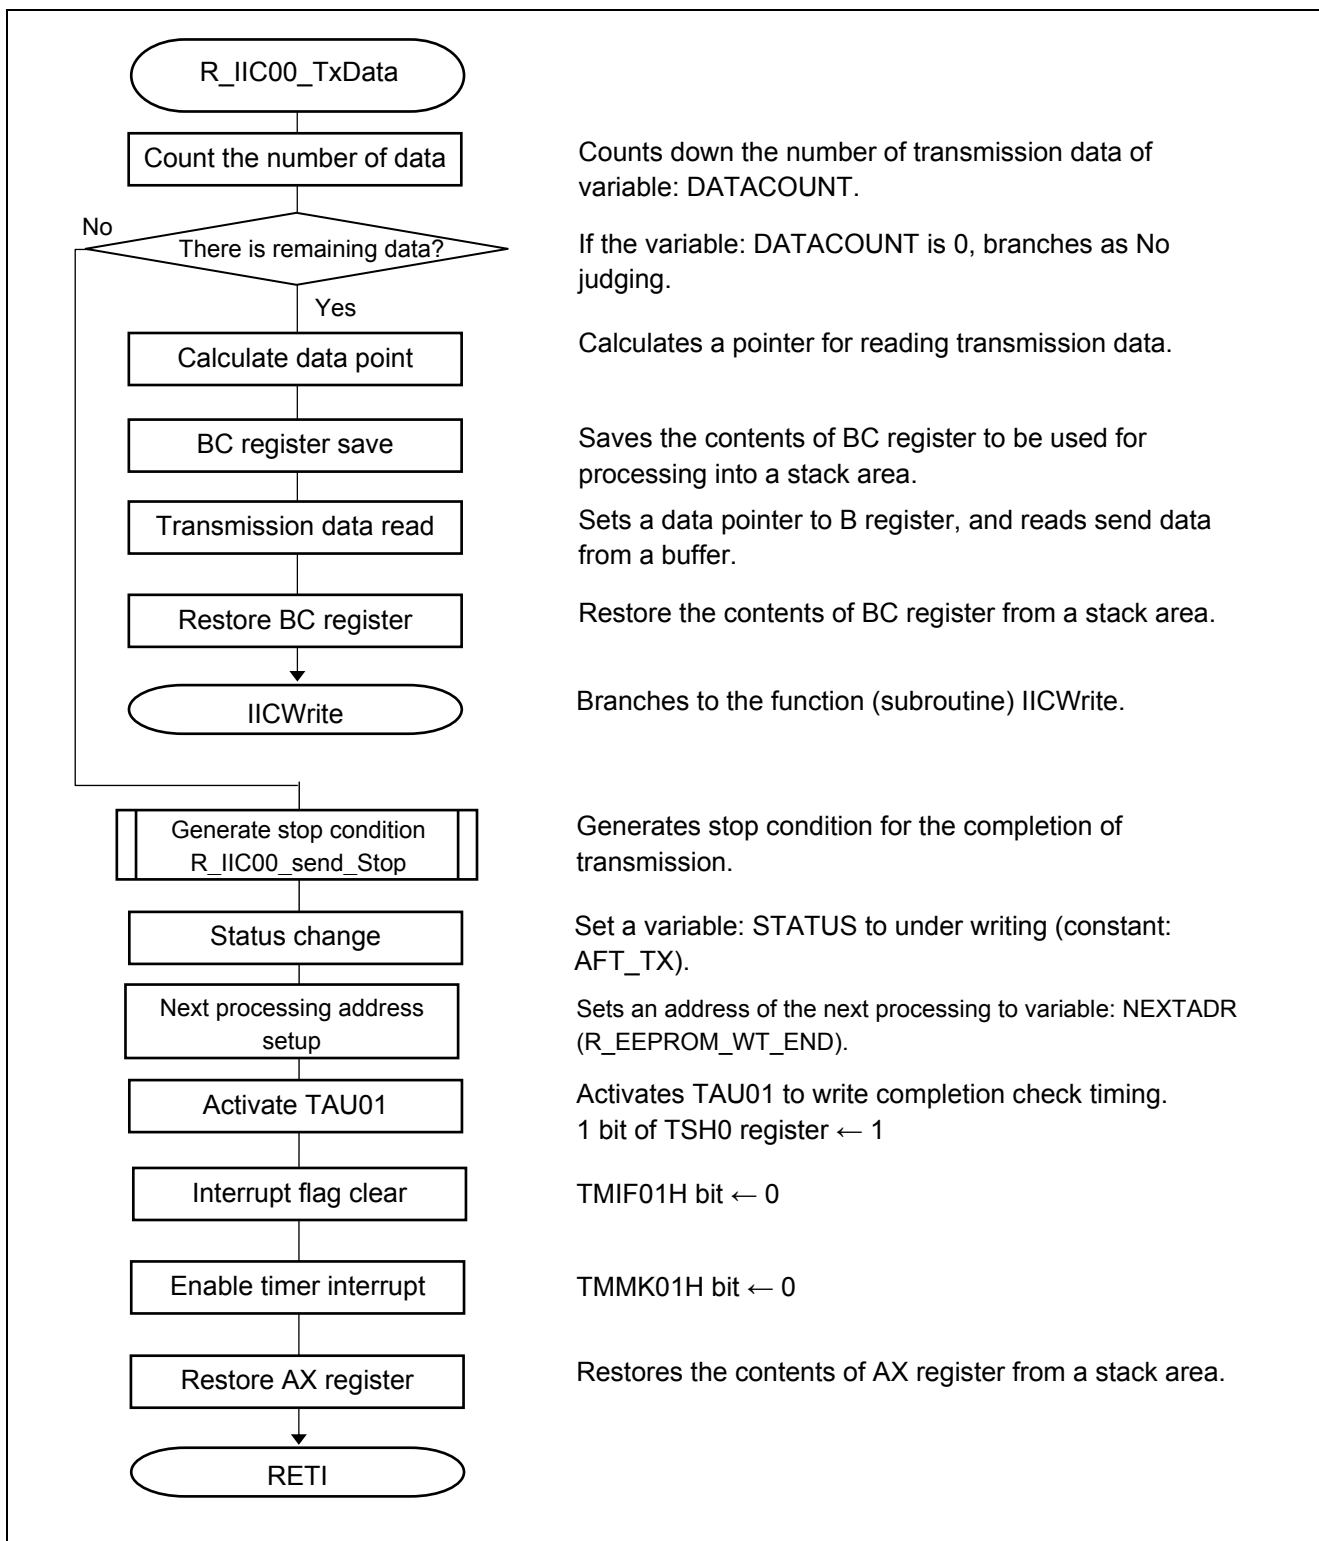 R_IIC00_TxData
Count the number of data
Counts down the number of transmission data of
variable: DATACOUNT.
No
There is remaining data?
If the variable: DATACOUNT is 0, branches as No
judging.
Yes
Calculate data point
Calculates a pointer for reading transmission data.
BC register save
Saves the contents of BC register to be used for
processing into a stack area.
Transmission data read
Sets a data pointer to B register, and reads send data
from a buffer.
Restore BC register
Restore the contents of BC register from a stack area.
IICWrite
Branches to the function (subroutine) IICWrite.
Generate stop condition
R_IIC00_send_Stop
Generates stop condition for the completion of
transmission.
Status change
Set a variable: STATUS to under writing (constant:
AFT_TX).
Next processing address
setup
Sets an address of the next processing to variable: NEXTADR
(R_EEPROM_WT_END).
Activate TAU01
Activates TAU01 to write completion check timing.
1 bit of TSH0 register ← 1
Interrupt flag clear
TMIF01H bit ← 0
Enable timer interrupt
TMMK01H bit ← 0
Restore AX register
Restores the contents of AX register from a stack area.
RETI